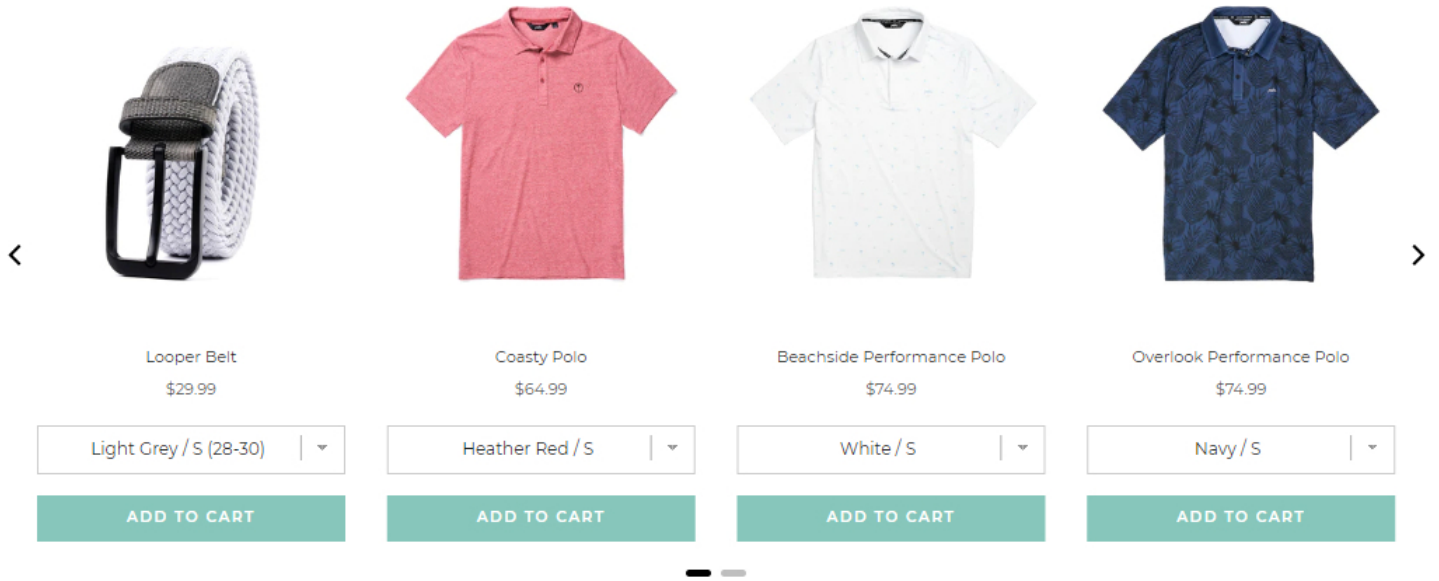 Looper Belt
$29.99
Light Grey / S (28-30)
ADD TO CART
Coasty Polo
$64.99
Heather Red / S
ADD TO CART
Beachside Performance Polo
$74.99
White / S
ADD TO CART
Overlook Performance Polo
$74.99
Navy / S
ADD TO CART